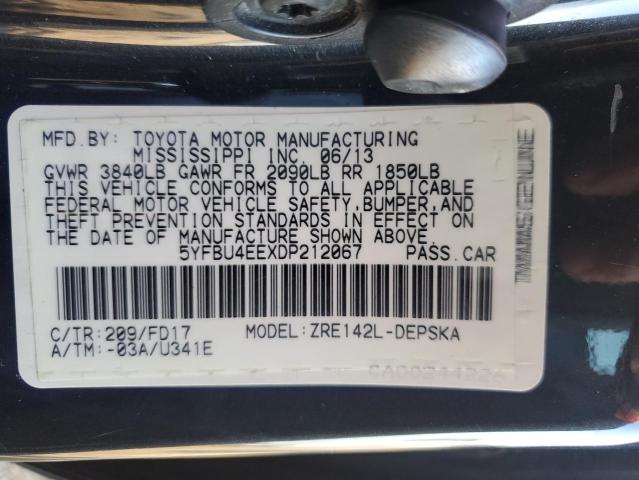 MFD.BY: TOYOTA MOTOR MANUFACTURING
MISSISSIPPI INC. 06/13
GVWR 3840LB GAWR FR 2090LB RR 1850LB
THIS VEHICLE CONFORMS TO ALL APPLICABLE
FEDERAL MOTOR VEHICLE SAFETY,BUMPER,AND
THEFT PREVENTION STANDARDS IN EFFECT ON
THE DATE OF MANUFACTURE SHOWN ABOVE.
5YFBU4EEXDP212067 PASS.CAR
C/TR:209/FD17 MODEL:ZRE142L-DEPSKA
A/TM:-03A/U341E
GENUINE